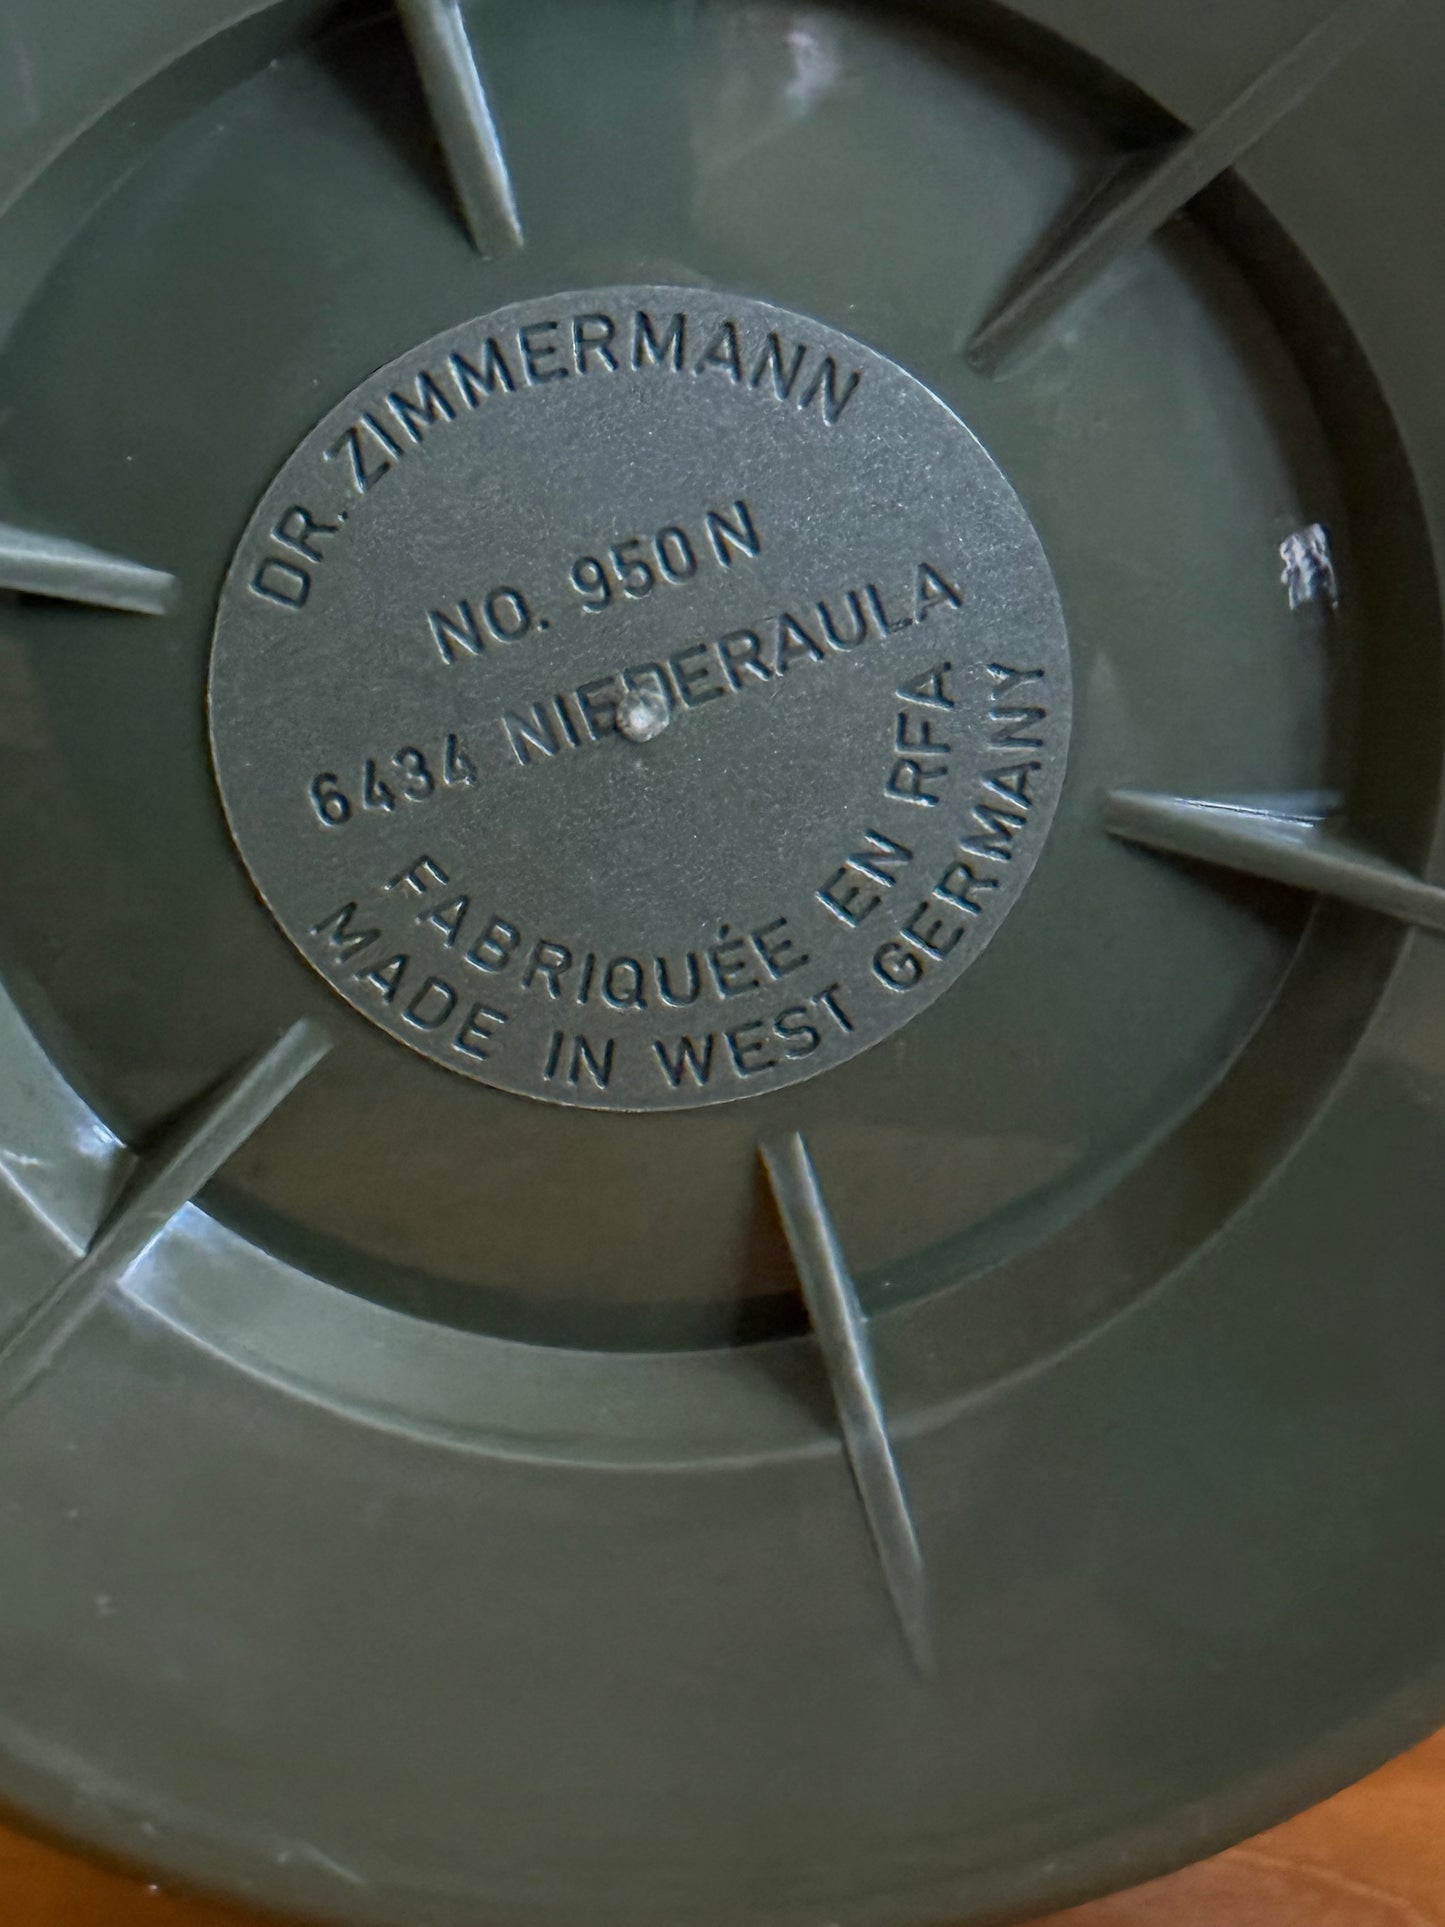 DR. ZIMMERMANN
NO. 950 N
6434 NIEDERAULA
FABRIQUÉE EN RFA
MADE IN WEST GERMANY